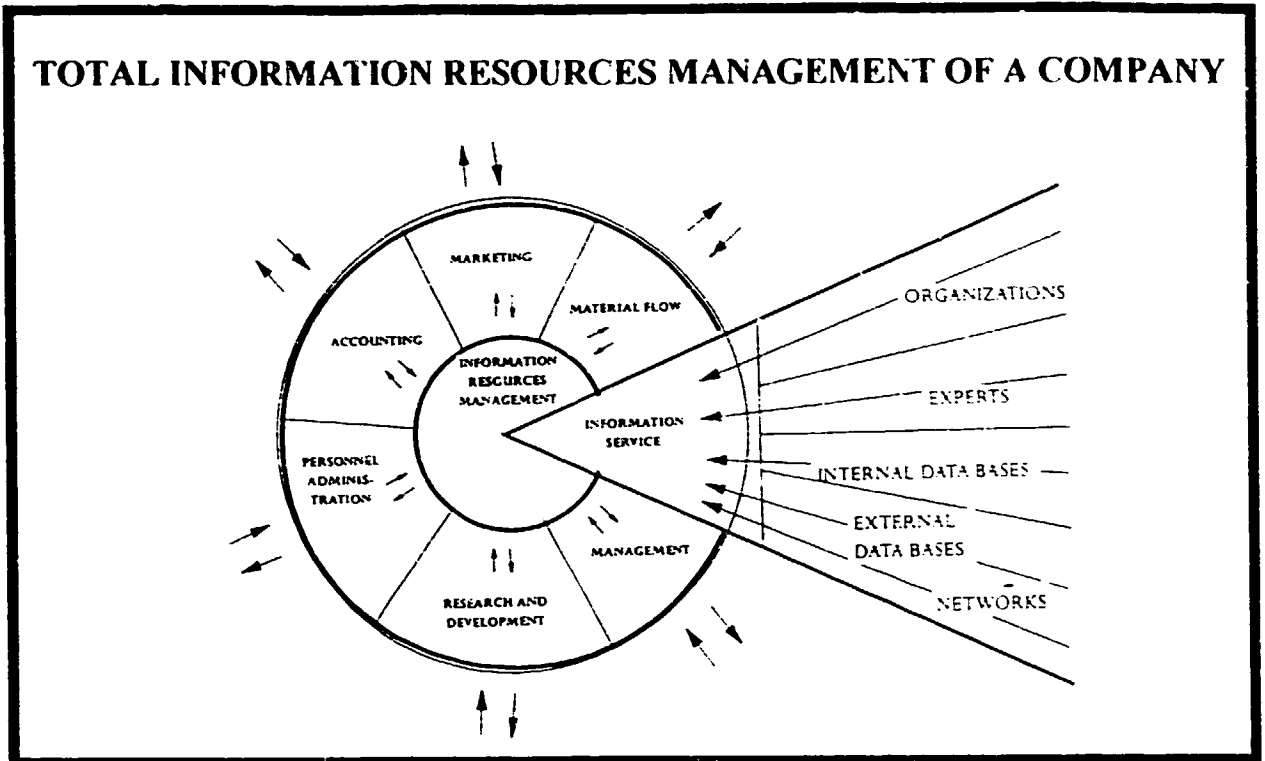 TOTAL INFORMATION RESOURCES MANAGEMENT OF A COMPANY
MARKETING
MATERIAL FLOW
ACCOUNTING
INFORMATION
RESOURCES
MANAGEMENT
ORGANIZATIONS
EXPERTS
INFORMATION
SERVICE
PERSONNEL
ADMINIS-
TRATION
INTERNAL DATA BASES
EXTERNAL
DATA BASES
MANAGEMENT
RESEARCH AND
DEVELOPMENT
NETWORKS